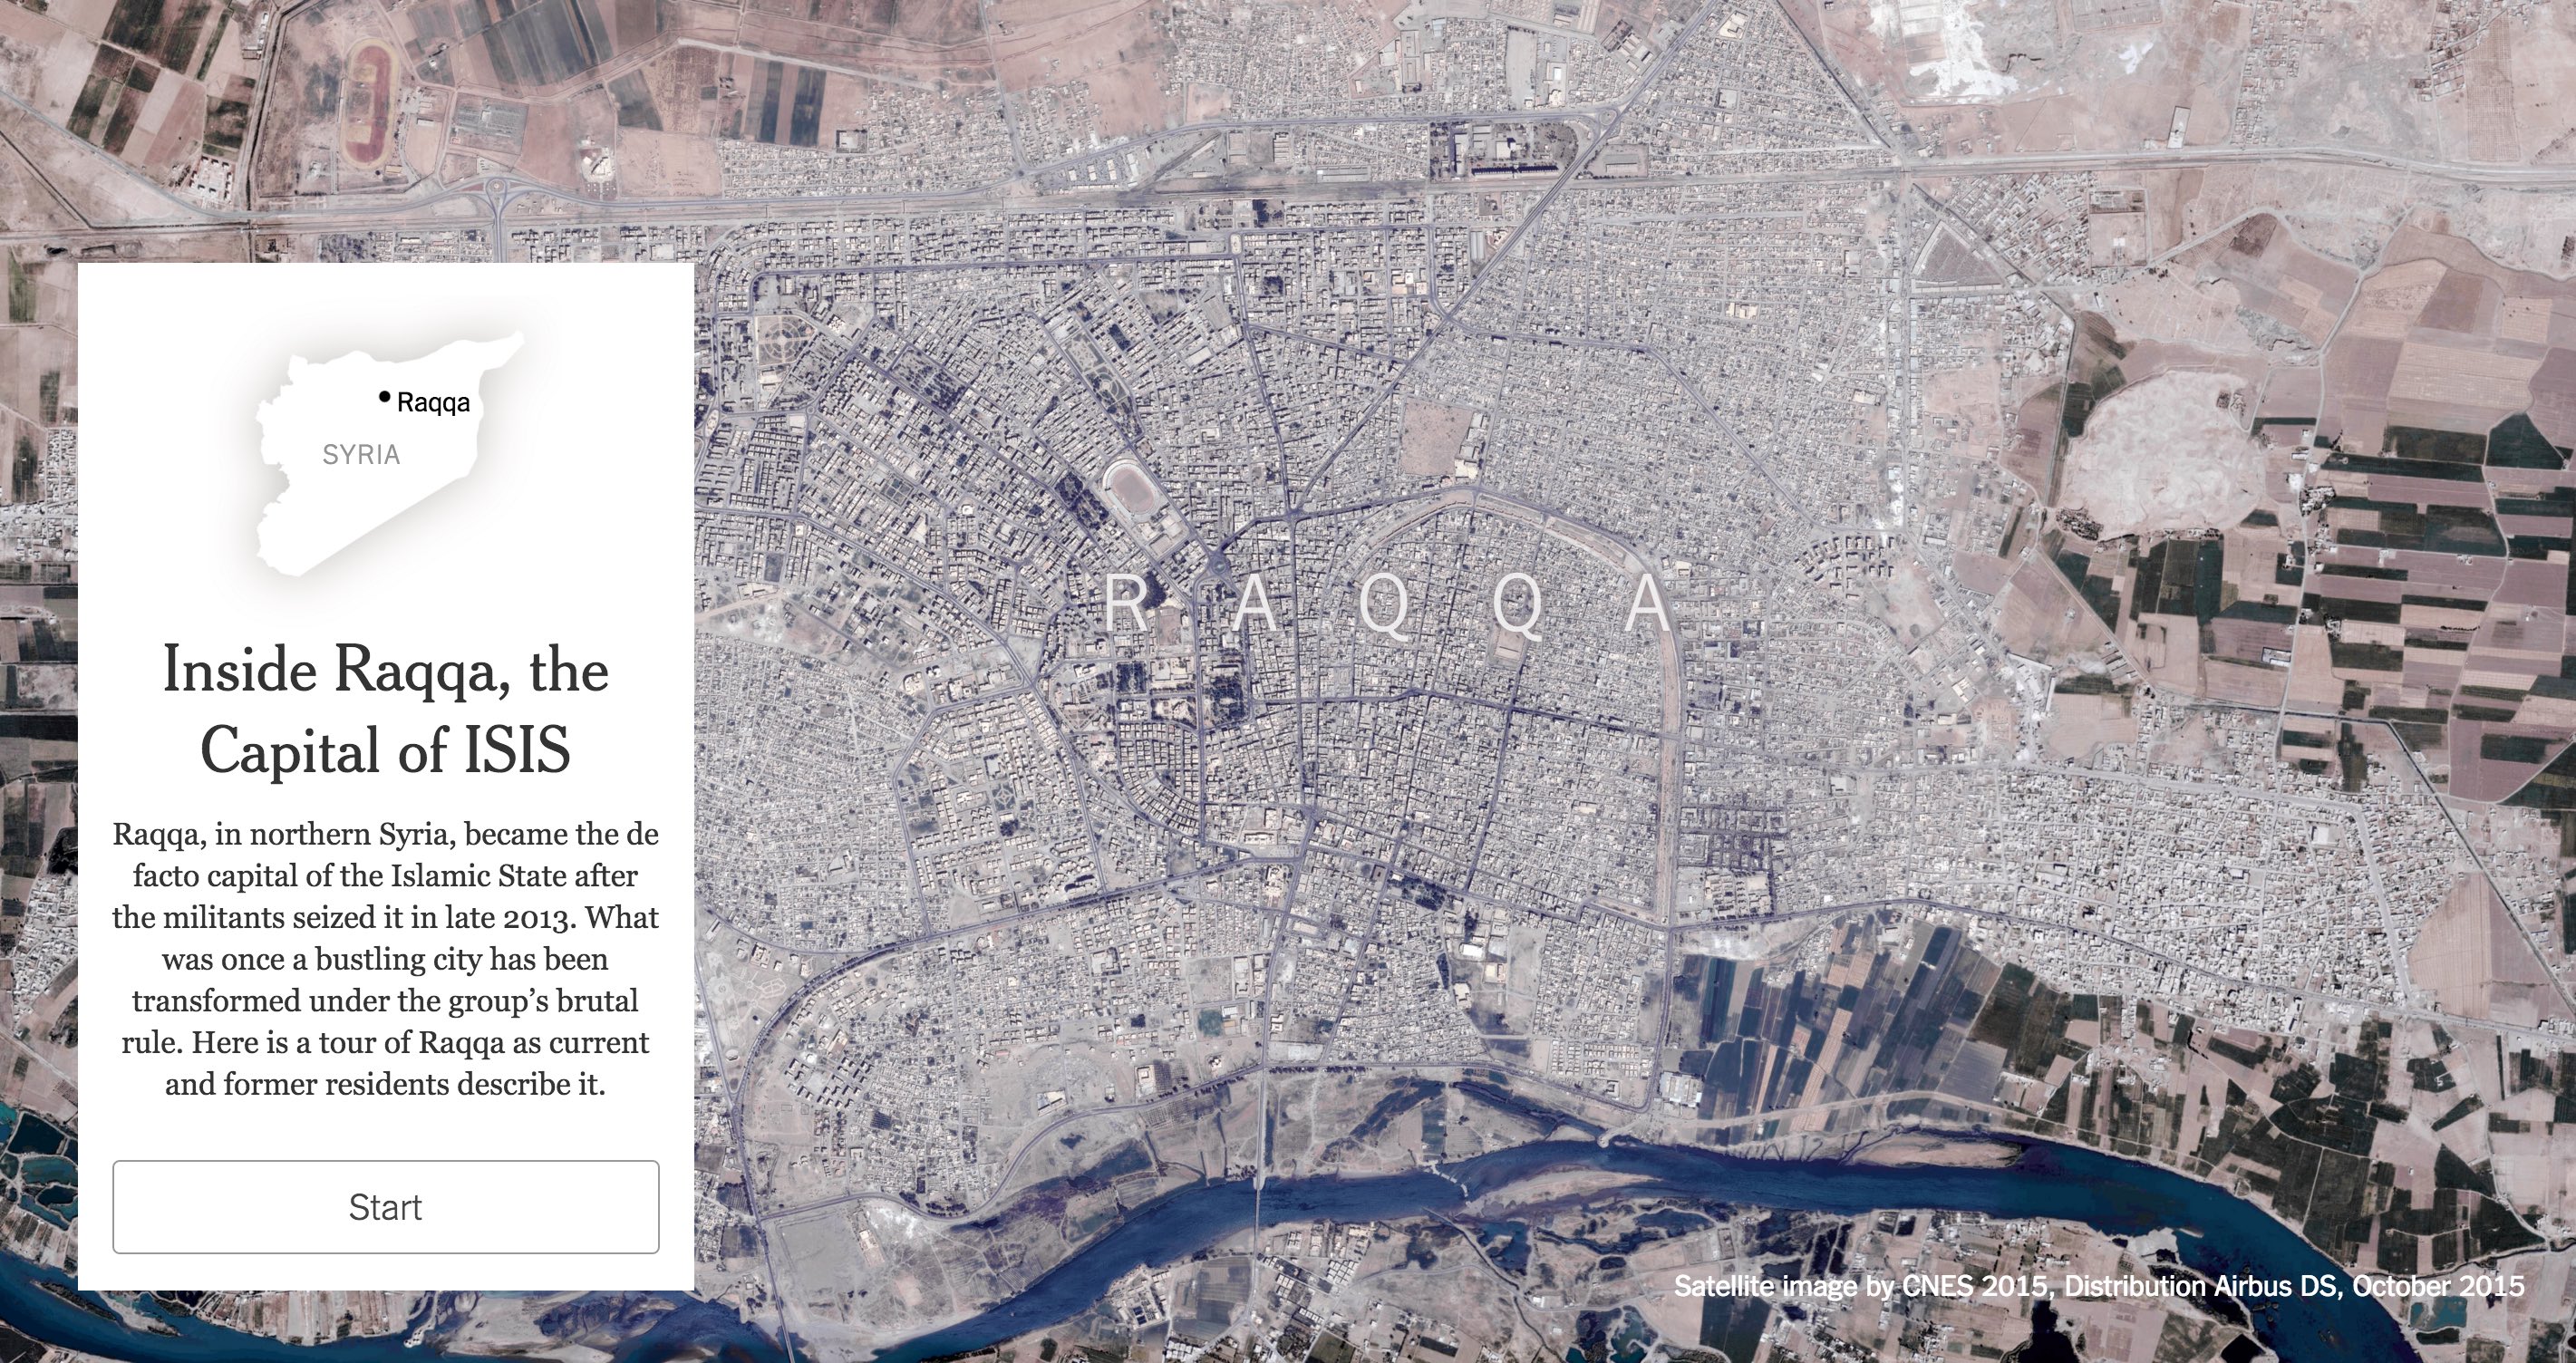 Raqqa
SYRIA
Inside Raqqa, the
Capital of ISIS
Raqqa, in northern Syria, became the de
facto capital of the Islamic State after
the militants seized it in late 2013. What
was once a bustling city has been
transformed under the group’s brutal
rule. Here is a tour of Raqqa as current
and former residents describe it.
Start
RAQQA
Satellite image by CNES 2015, Distribution Airbus DS, October 2015